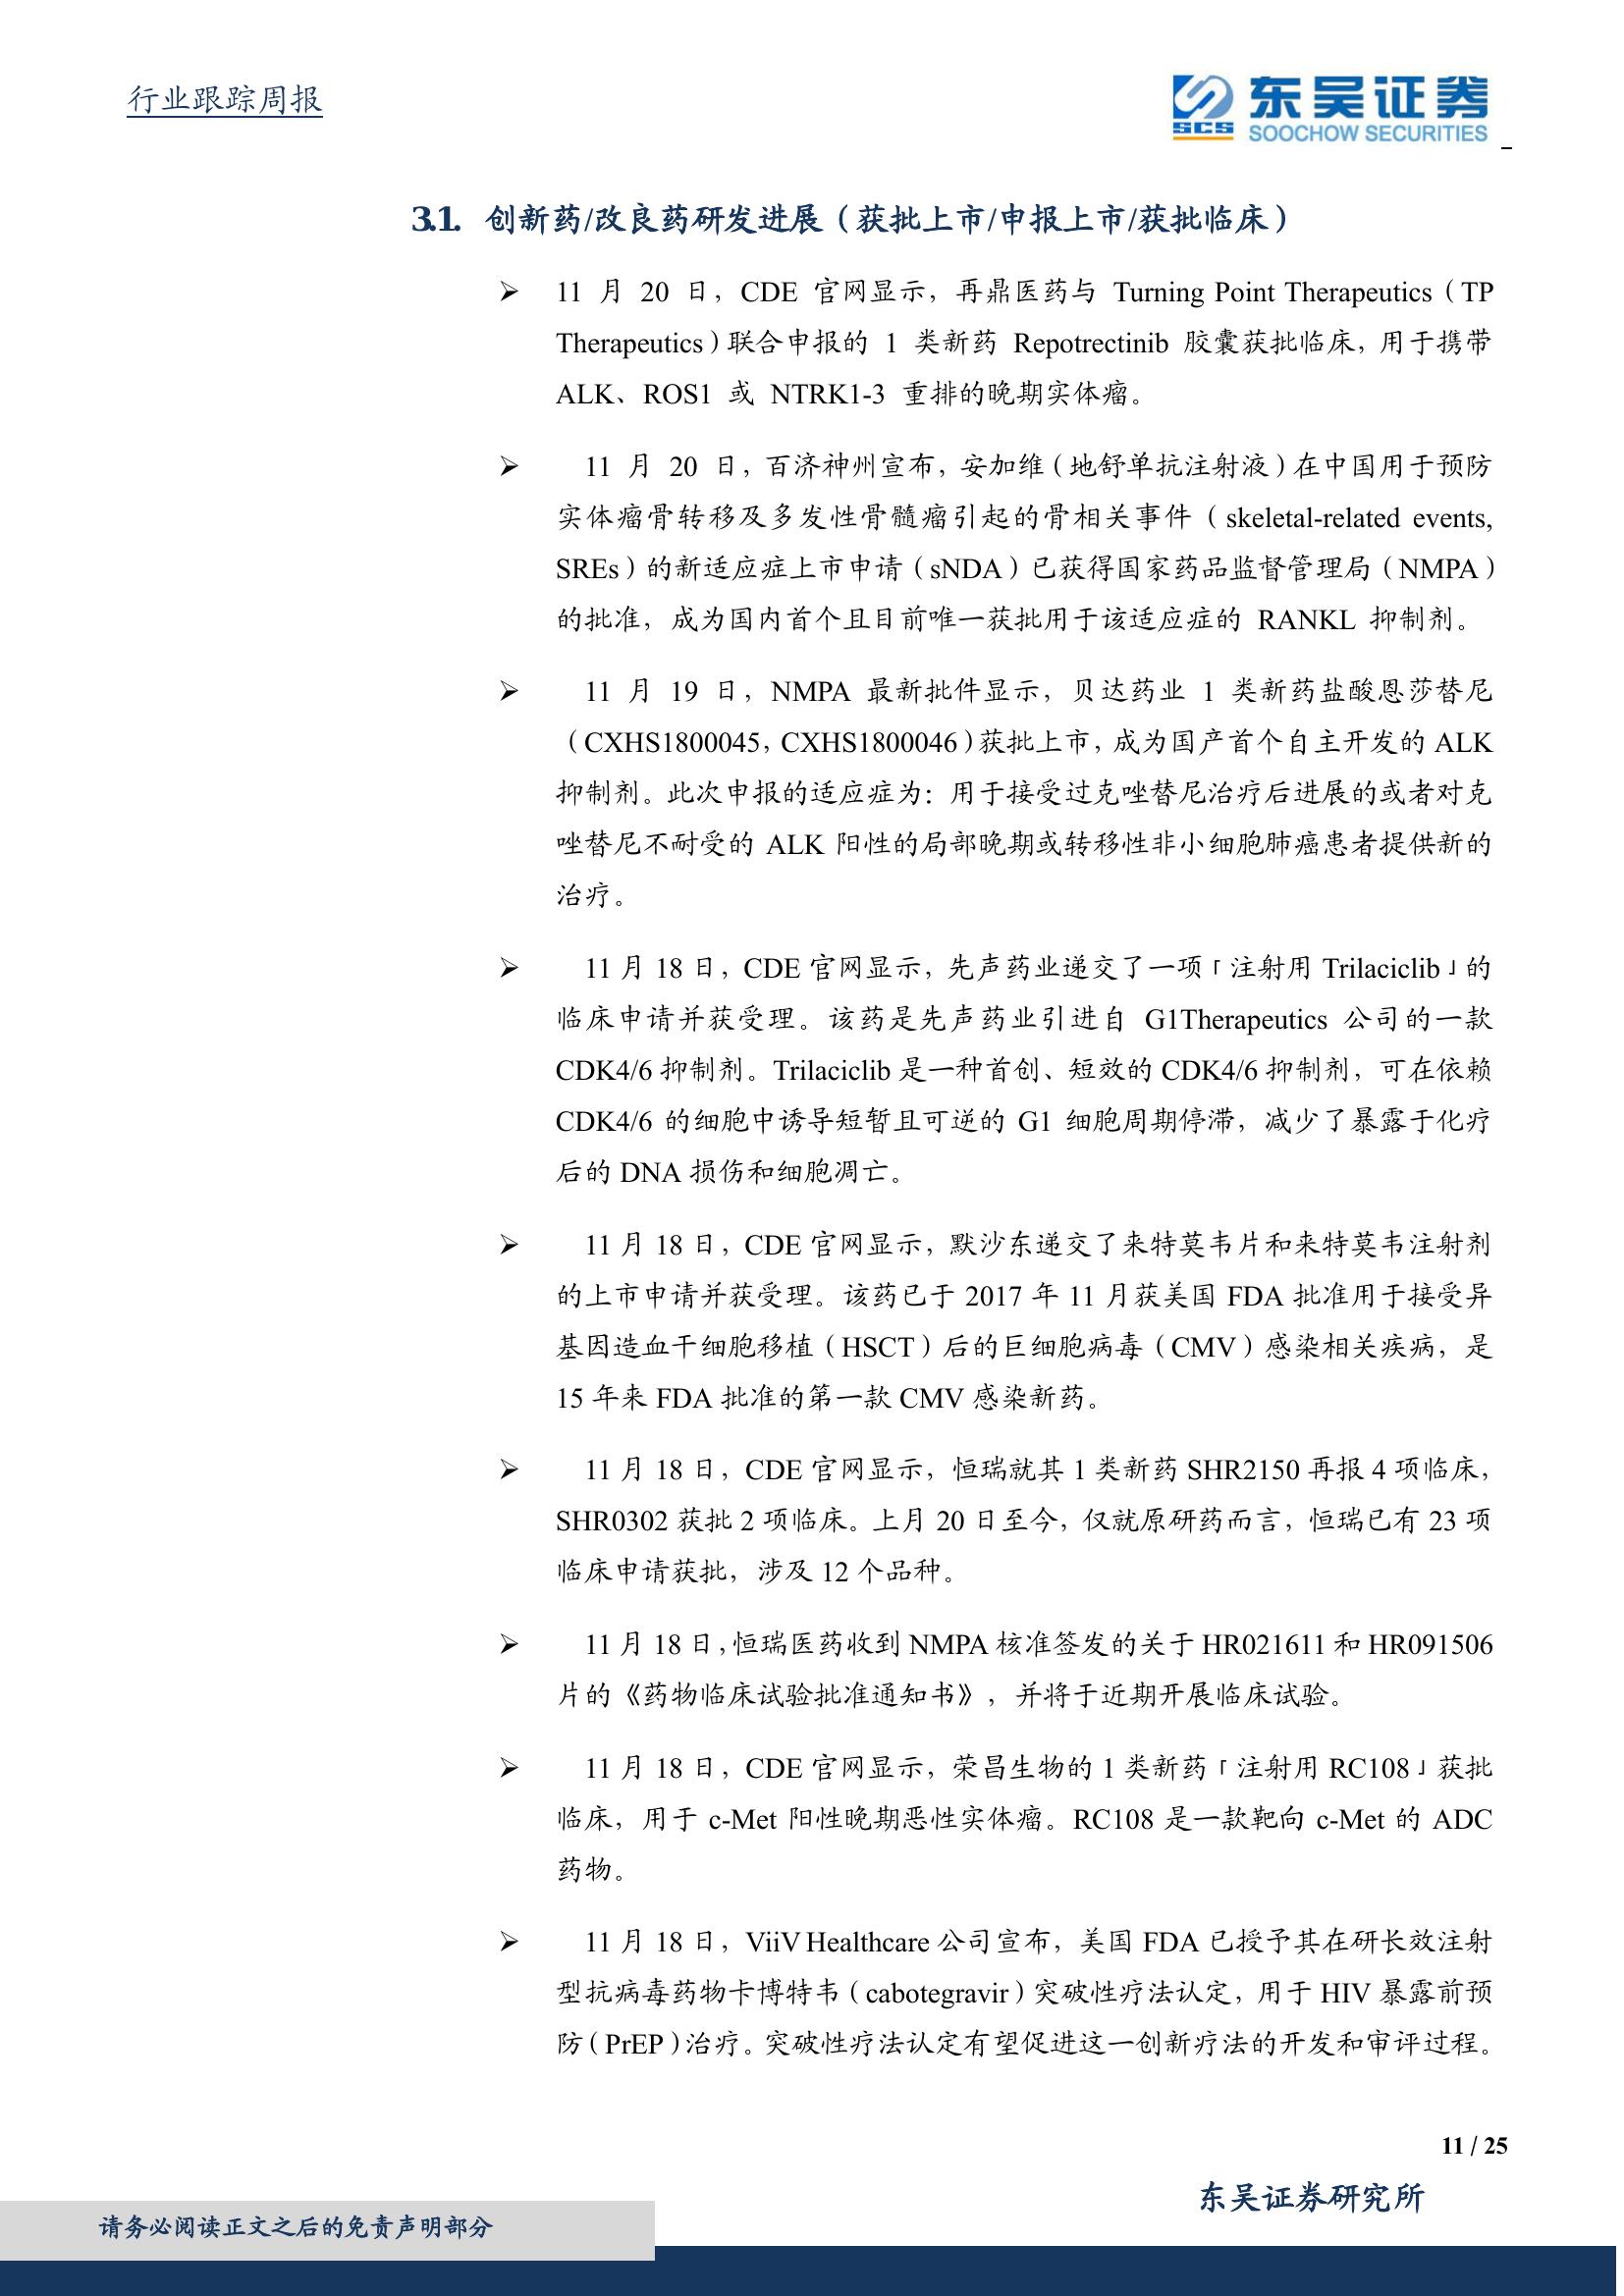 行业跟踪周报
SCS 东吴证券
SOOCHOW SECURITIES
3.1. 创新药/改良药研发进展（获批上市/申报上市/获批临床）
➢ 11 月 20 日，CDE 官网显示，再鼎医药与 Turning Point Therapeutics（TP
Therapeutics）联合申报的 1 类新药 Repotrectinib 胶囊获批临床，用于携带
ALK、ROS1 或 NTRK1-3 重排的晚期实体瘤。
➢ 11 月 20 日，百济神州宣布，安加维（地舒单抗注射液）在中国用于预防
实体瘤骨转移及多发性骨髓瘤引起的骨相关事件（skeletal-related events,
SREs）的新适应症上市申请（sNDA）已获得国家药品监督管理局（NMPA）
的批准，成为国内首个且目前唯一获批用于该适应症的 RANKL 抑制剂。
➢ 11 月 19 日，NMPA 最新批件显示，贝达药业 1 类新药盐酸恩莎替尼
（CXHS1800045，CXHS1800046）获批上市，成为国产首个自主开发的 ALK
抑制剂。此次申报的适应症为：用于接受过克唑替尼治疗后进展的或者对克
唑替尼不耐受的 ALK 阳性的局部晚期或转移性非小细胞肺癌患者提供新的
治疗。
➢ 11 月 18 日，CDE 官网显示，先声药业递交了一项「注射用 Trilaciclib」的
临床申请并获受理。该药是先声药业引进自 G1Therapeutics 公司的一款
CDK4/6 抑制剂。Trilaciclib 是一种首创、短效的 CDK4/6 抑制剂，可在依赖
CDK4/6 的细胞中诱导短暂且可逆的 G1 细胞周期停滞，减少了暴露于化疗
后的 DNA 损伤和细胞凋亡。
➢ 11 月 18 日，CDE 官网显示，默沙东递交了来特莫韦片和来特莫韦注射剂
的上市申请并获受理。该药已于 2017 年 11 月获美国 FDA 批准用于接受异
基因造血干细胞移植（HSCT）后的巨细胞病毒（CMV）感染相关疾病，是
15 年来 FDA 批准的第一款 CMV 感染新药。
➢ 11 月 18 日，CDE 官网显示，恒瑞就其 1 类新药 SHR2150 再报 4 项临床，
SHR0302 获批 2 项临床。上月 20 日至今，仅就原研药而言，恒瑞已有 23 项
临床申请获批，涉及 12 个品种。
➢ 11 月 18 日，恒瑞医药收到 NMPA 核准签发的关于 HR021611 和 HR091506
片的《药物临床试验批准通知书》，并将于近期开展临床试验。
➢ 11 月 18 日，CDE 官网显示，荣昌生物的 1 类新药「注射用 RC108」获批
临床，用于 c-Met 阳性晚期恶性实体瘤。RC108 是一款靶向 c-Met 的 ADC
药物。
➢ 11 月 18 日，ViiV Healthcare 公司宣布，美国 FDA 已授予其在研长效注射
型抗病毒药物卡博特韦（cabotegravir）突破性疗法认定，用于 HIV 暴露前预
防（PrEP）治疗。突破性疗法认定有望促进这一创新疗法的开发和审评过程。
11 / 25
东吴证券研究所
请务必阅读正文之后的免责声明部分